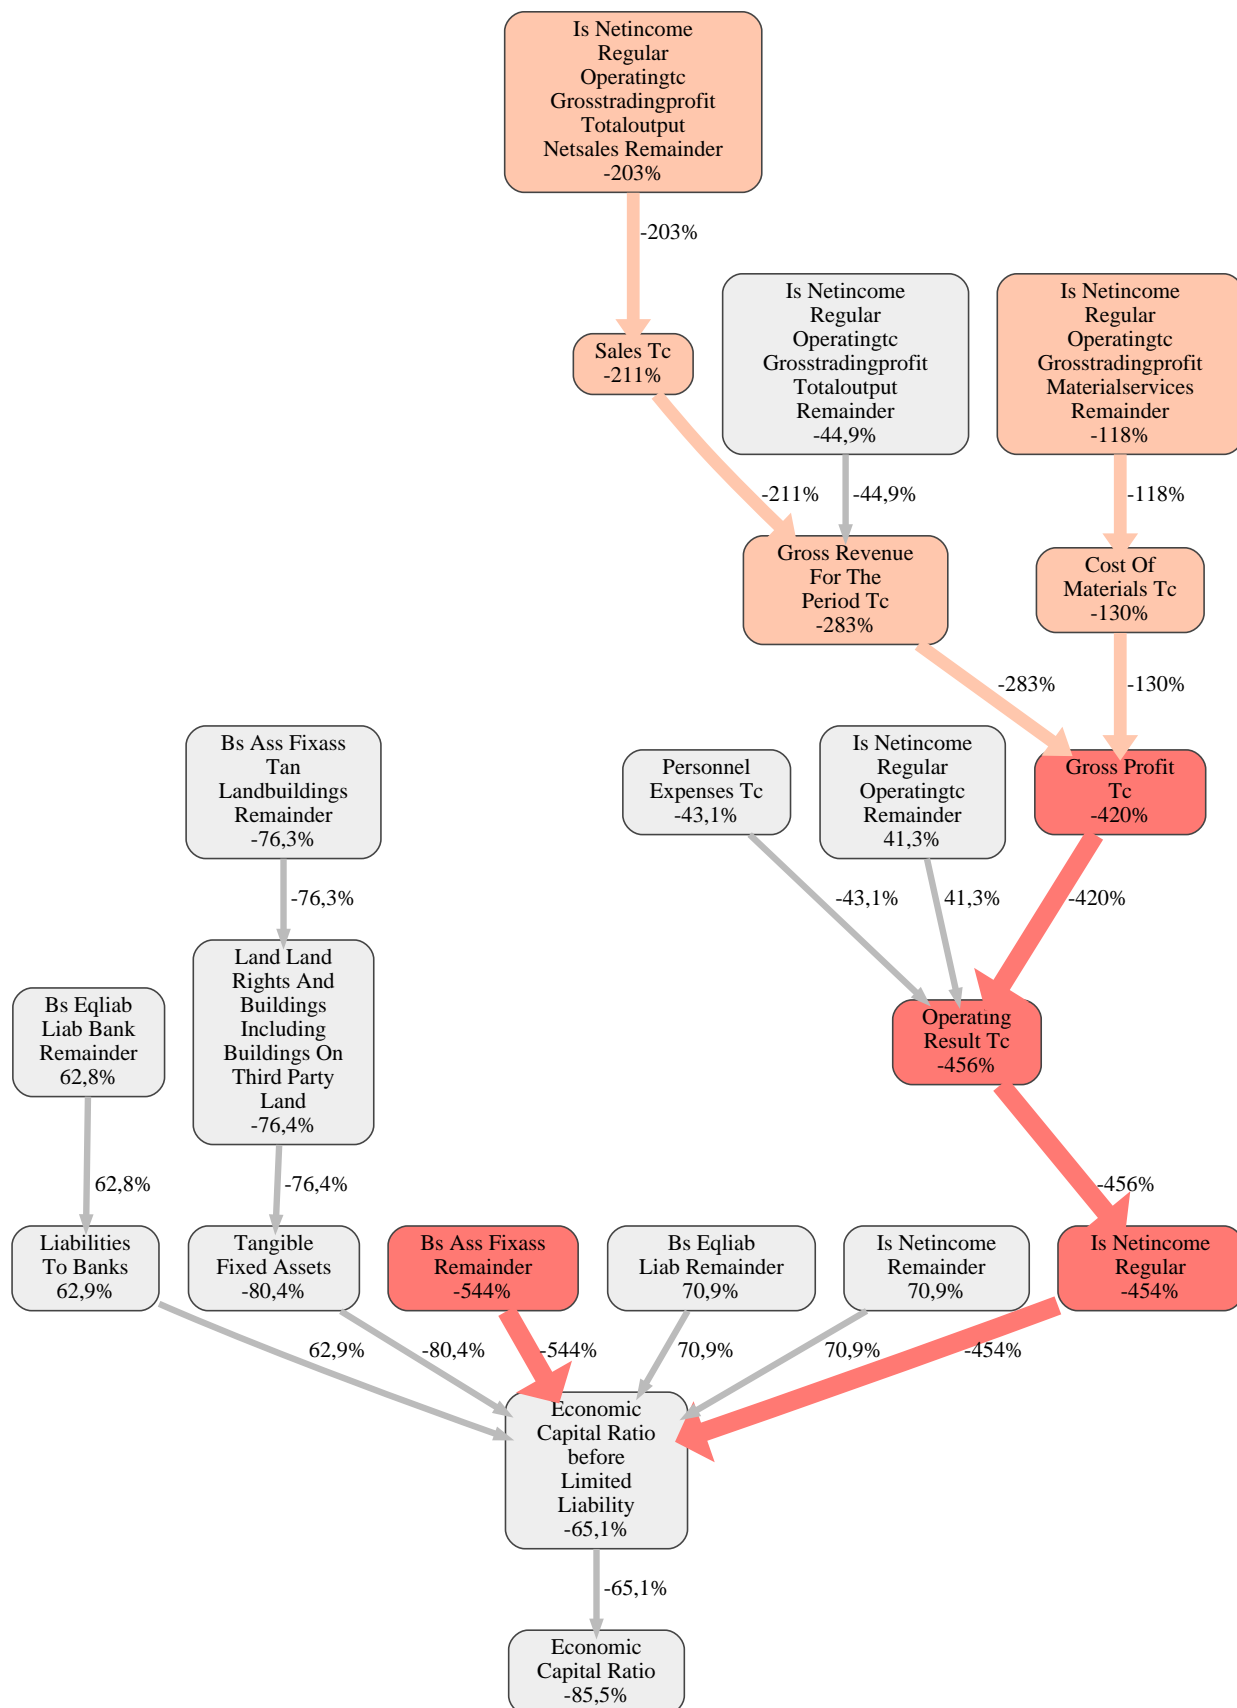 Is Netincome
Regular
Operatingtc
Grosstradingprofit
Totaloutput
Netsales Remainder
-203%
-203%
Is Netincome
Regular
Operatingtc
Grosstradingprofit
Totaloutput
Remainder
-44,9%
Is Netincome
Regular
Operatingtc
Grosstradingprofit
Materialservices
Remainder
-118%
Sales Tc
-211%
-211%
-44,9%
-118%
Gross Revenue
For The
Period Tc
-283%
Cost Of
Materials Tc
-130%
-283%
-130%
Bs Ass Fixass
Tan
Landbuildings
Remainder
-76,3%
Personnel
Expenses Tc
-43,1%
Is Netincome
Regular
Operatingtc
Remainder
41,3%
Gross Profit
Tc
-420%
-76,3%
-43,1%
41,3%
-420%
Bs Eqliab
Liab Bank
Remainder
62,8%
Land Land
Rights And
Buildings
Including
Buildings On
Third Party
Land
-76,4%
Operating
Result Tc
-456%
62,8%
-76,4%
-456%
Liabilities
To Banks
62,9%
Tangible
Fixed Assets
-80,4%
Bs Ass Fixass
Remainder
-544%
Bs Eqliab
Liab Remainder
70,9%
Is Netincome
Remainder
70,9%
Is Netincome
Regular
-454%
62,9%
-80,4%
-544%
70,9%
70,9%
-454%
Economic
Capital Ratio
before
Limited
Liability
-65,1%
-65,1%
Economic
Capital Ratio
-85,5%